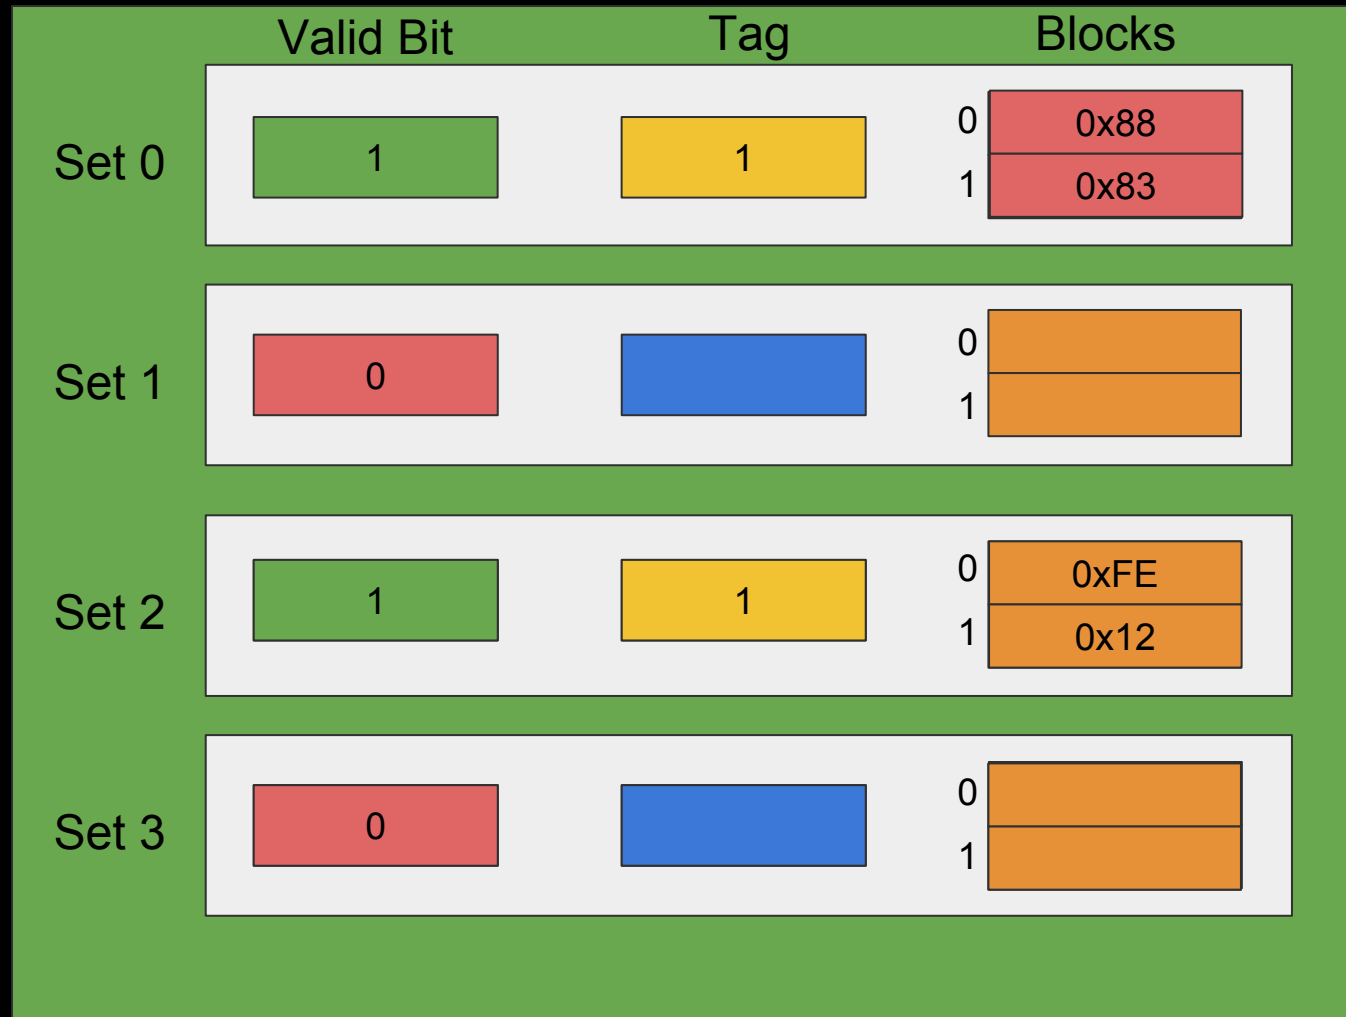 Valid Bit Tag Blocks
Set 0 1 1 0 0x88
1 0x83
Set 1 0 0
1
Set 2 1 1 0 0xFE
1 0x12
Set 3 0 0
1